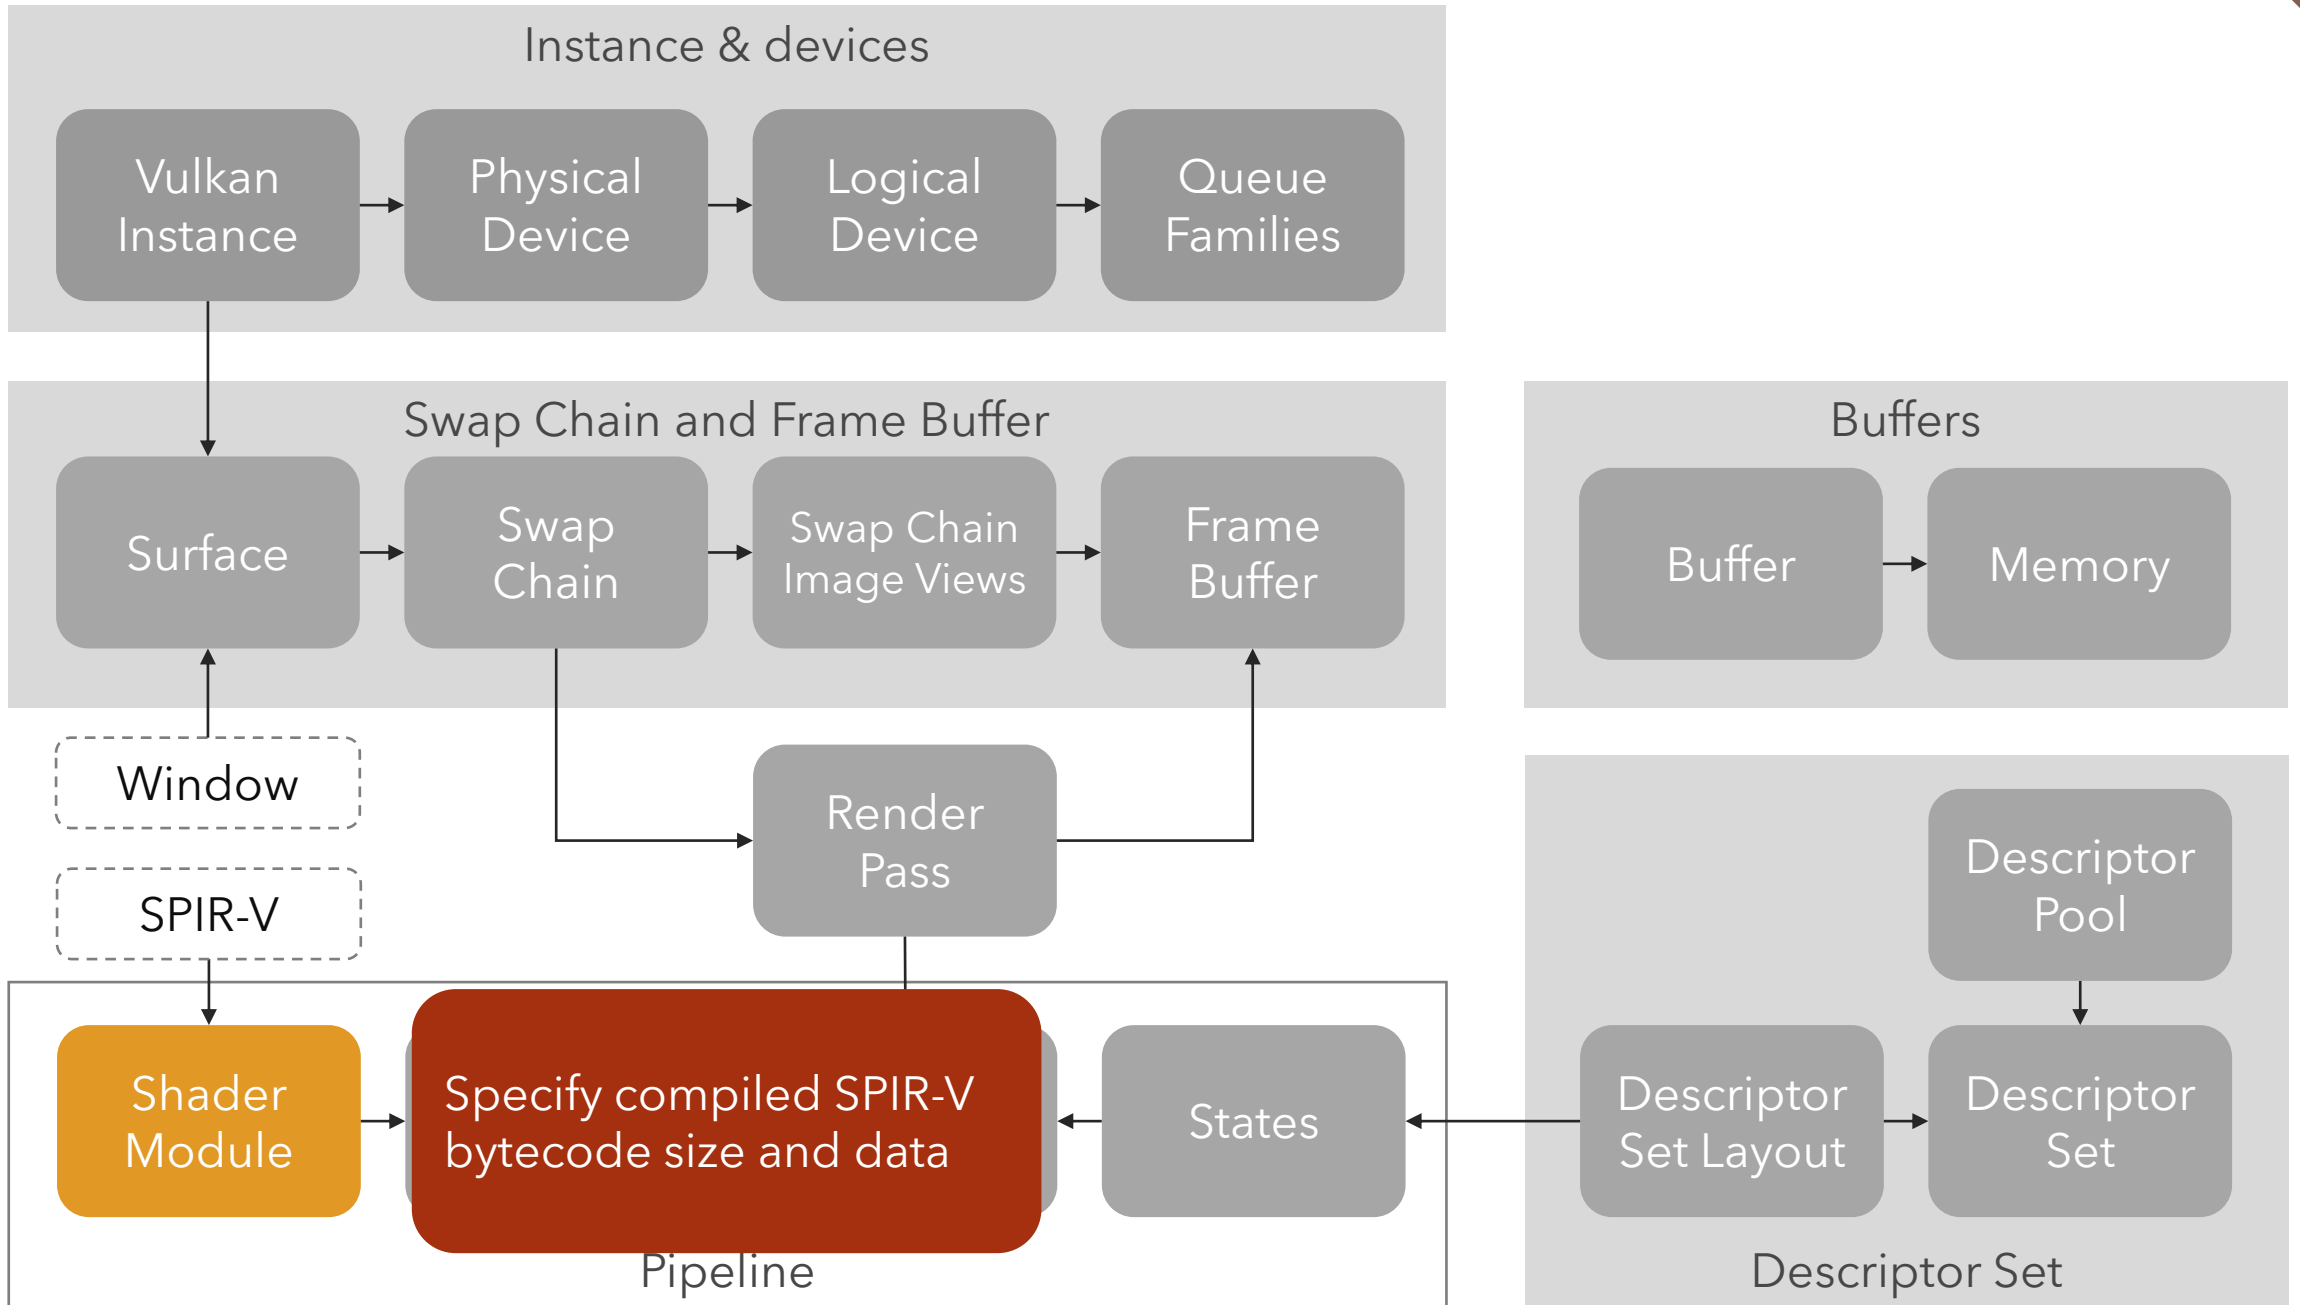 Instance & devices
Vulkan
Instance
Physical
Device
Logical
Device
Queue
Families
Swap Chain and Frame Buffer
Surface
Swap
Chain
Swap Chain
Image Views
Frame
Buffer
Buffers
Buffer
Memory
Window
SPIR-V
Render
Pass
Descriptor
Pool
Shader
Module
Specify compiled SPIR-V
bytecode size and data
States
Descriptor
Set Layout
Descriptor
Set
Pipeline
Descriptor Set